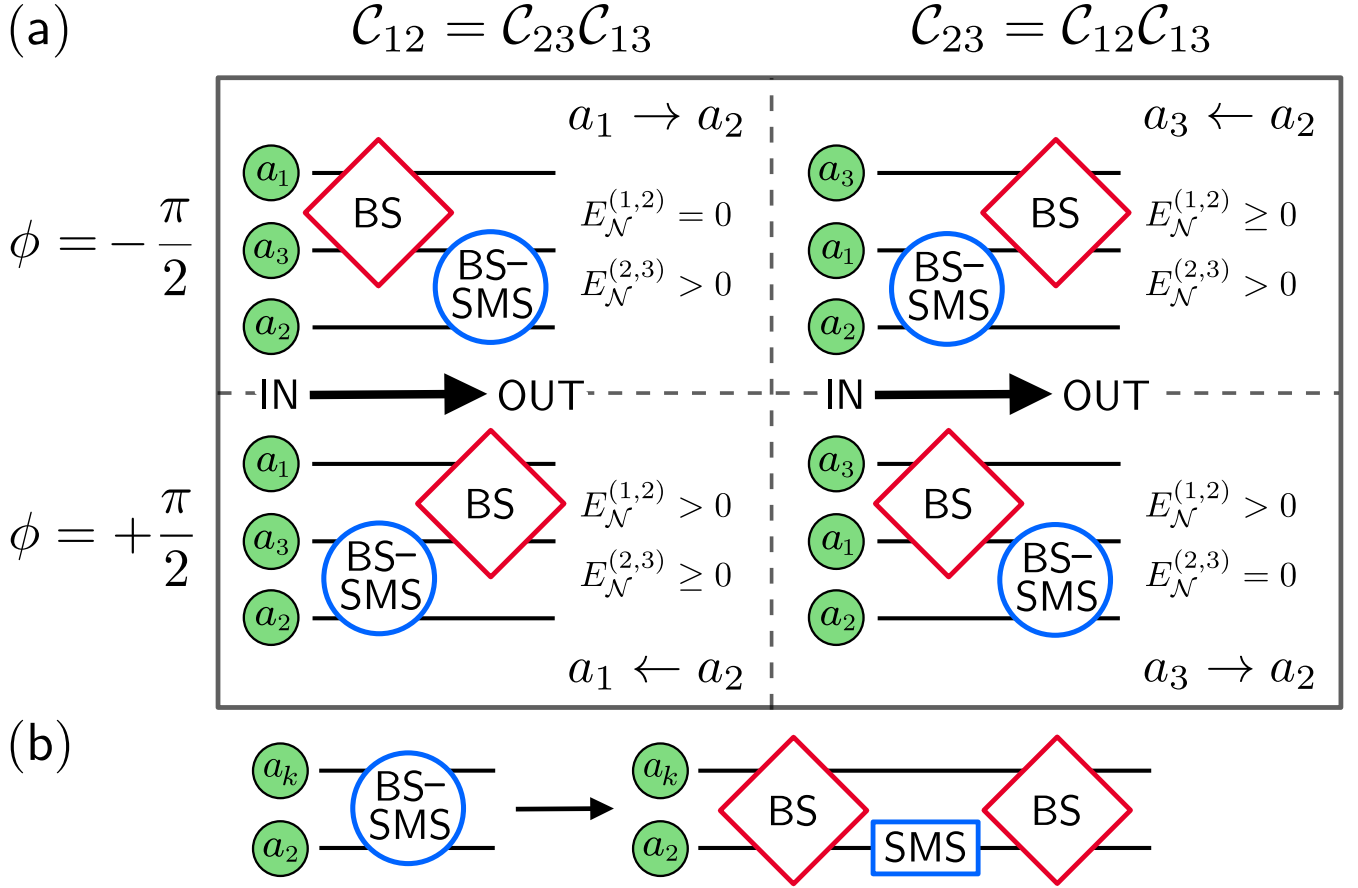 (a)
𝒞₁₂ = 𝒞₂₃𝒞₁₃
𝒞₂₃ = 𝒞₁₂𝒞₁₃
ϕ = −π/2
a₁ → a₂
a₁
BS
a₃
BS–
SMS
a₂
E_𝒩^(1,2) = 0
E_𝒩^(2,3) > 0
a₃ ← a₂
a₃
BS
a₁
BS–
SMS
a₂
E_𝒩^(1,2) ≥ 0
E_𝒩^(2,3) > 0
IN
OUT
IN
OUT
ϕ = +π/2
a₁
BS
a₃
BS–
SMS
a₂
E_𝒩^(1,2) > 0
E_𝒩^(2,3) ≥ 0
a₁ ← a₂
a₃
BS
a₁
BS–
SMS
a₂
E_𝒩^(1,2) > 0
E_𝒩^(2,3) = 0
a₃ → a₂
(b)
aₖ
BS–
SMS
a₂
aₖ
BS
BS
a₂
SMS